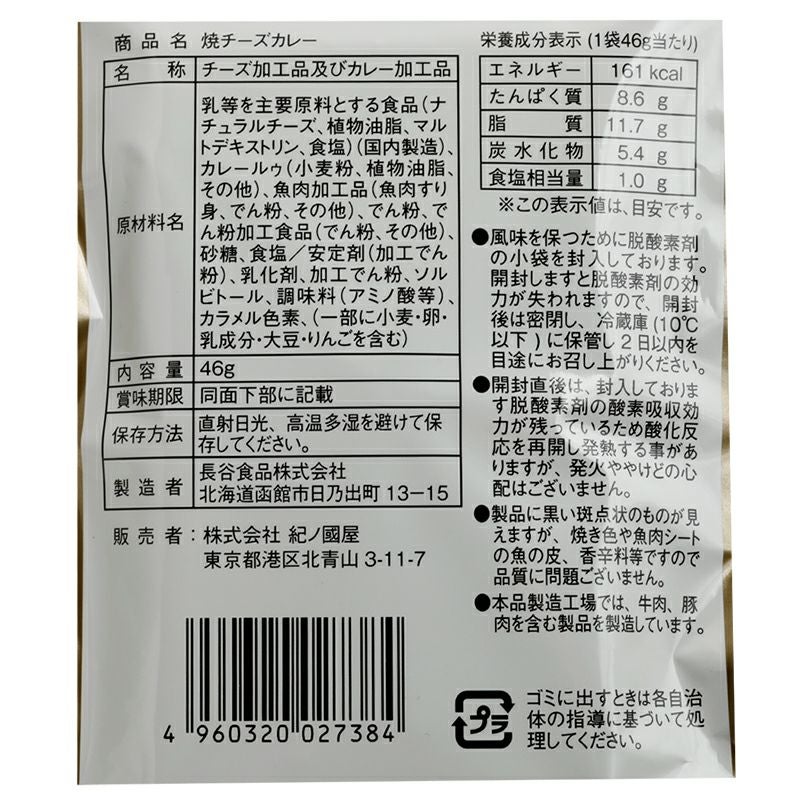 商品名 焼チーズカレー
名称 チーズ加工品及びカレー加工品
原材料名
乳等を主要原料とする食品(ナ
チュラルチーズ、植物油脂、マルト
デキストリン、食塩)(国内製造)、
カレールゥ(小麦粉、植物油脂、
その他)、魚肉加工品(魚肉すり
身、でん粉、その他)、でん粉、で
ん粉加工食品(でん粉、その他)、
砂糖、食塩/安定剤(加工でん
粉)、乳化剤、加工でん粉、ソル
ビトール、調味料(アミノ酸等)、
カラメル色素、(一部に小麦・卵・
乳成分・大豆・りんごを含む)
内容量 46g
賞味期限 同面下部に記載
保存方法 直射日光、高温多湿を避けて保
存してください。
製造者 長谷食品株式会社
北海道函館市日乃出町13-15
販売者:株式会社 紀ノ國屋
東京都港区北青山3-11-7
4 960320 027384
栄養成分表示(1袋46g当たり)
エネルギー 161kcal
たんぱく質 8.6 g
脂質 11.7 g
炭水化物 5.4 g
食塩相当量 1.0 g
※この表示値は、目安です。
●風味を保つために脱酸素剤
の小袋を封入しております。
開封しますと脱酸素剤の効
力が失われますので、開封
後は密閉し、冷蔵庫(10℃
以下)に保管し2日以内を
目途にお召し上がりください。
●開封直後は、封入しておりま
す脱酸素剤の酸素吸収効
力が残っているため酸化反
応を再開し発熱する事があ
りますが、発火ややけどの心
配はございません。
●製品に黒い斑点状のものが見
えますが、焼き色や魚肉シート
の魚の皮、香辛料等ですので
品質に問題ございません。
●本品製造工場では、牛肉、豚
肉を含む製品を製造しています。
プラ
ゴミに出すときは各自治
体の指導に基づいて処
理してください。